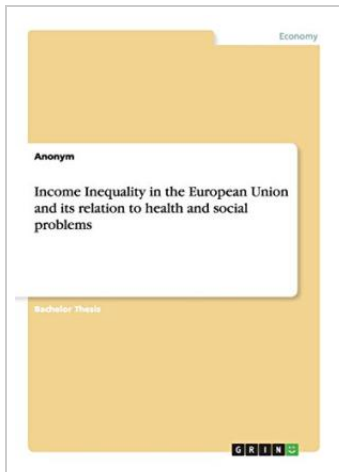 Economy
Anonym
Income Inequality in the European Union
and its relation to health and social
problems
Bachelor Thesis
GRIN